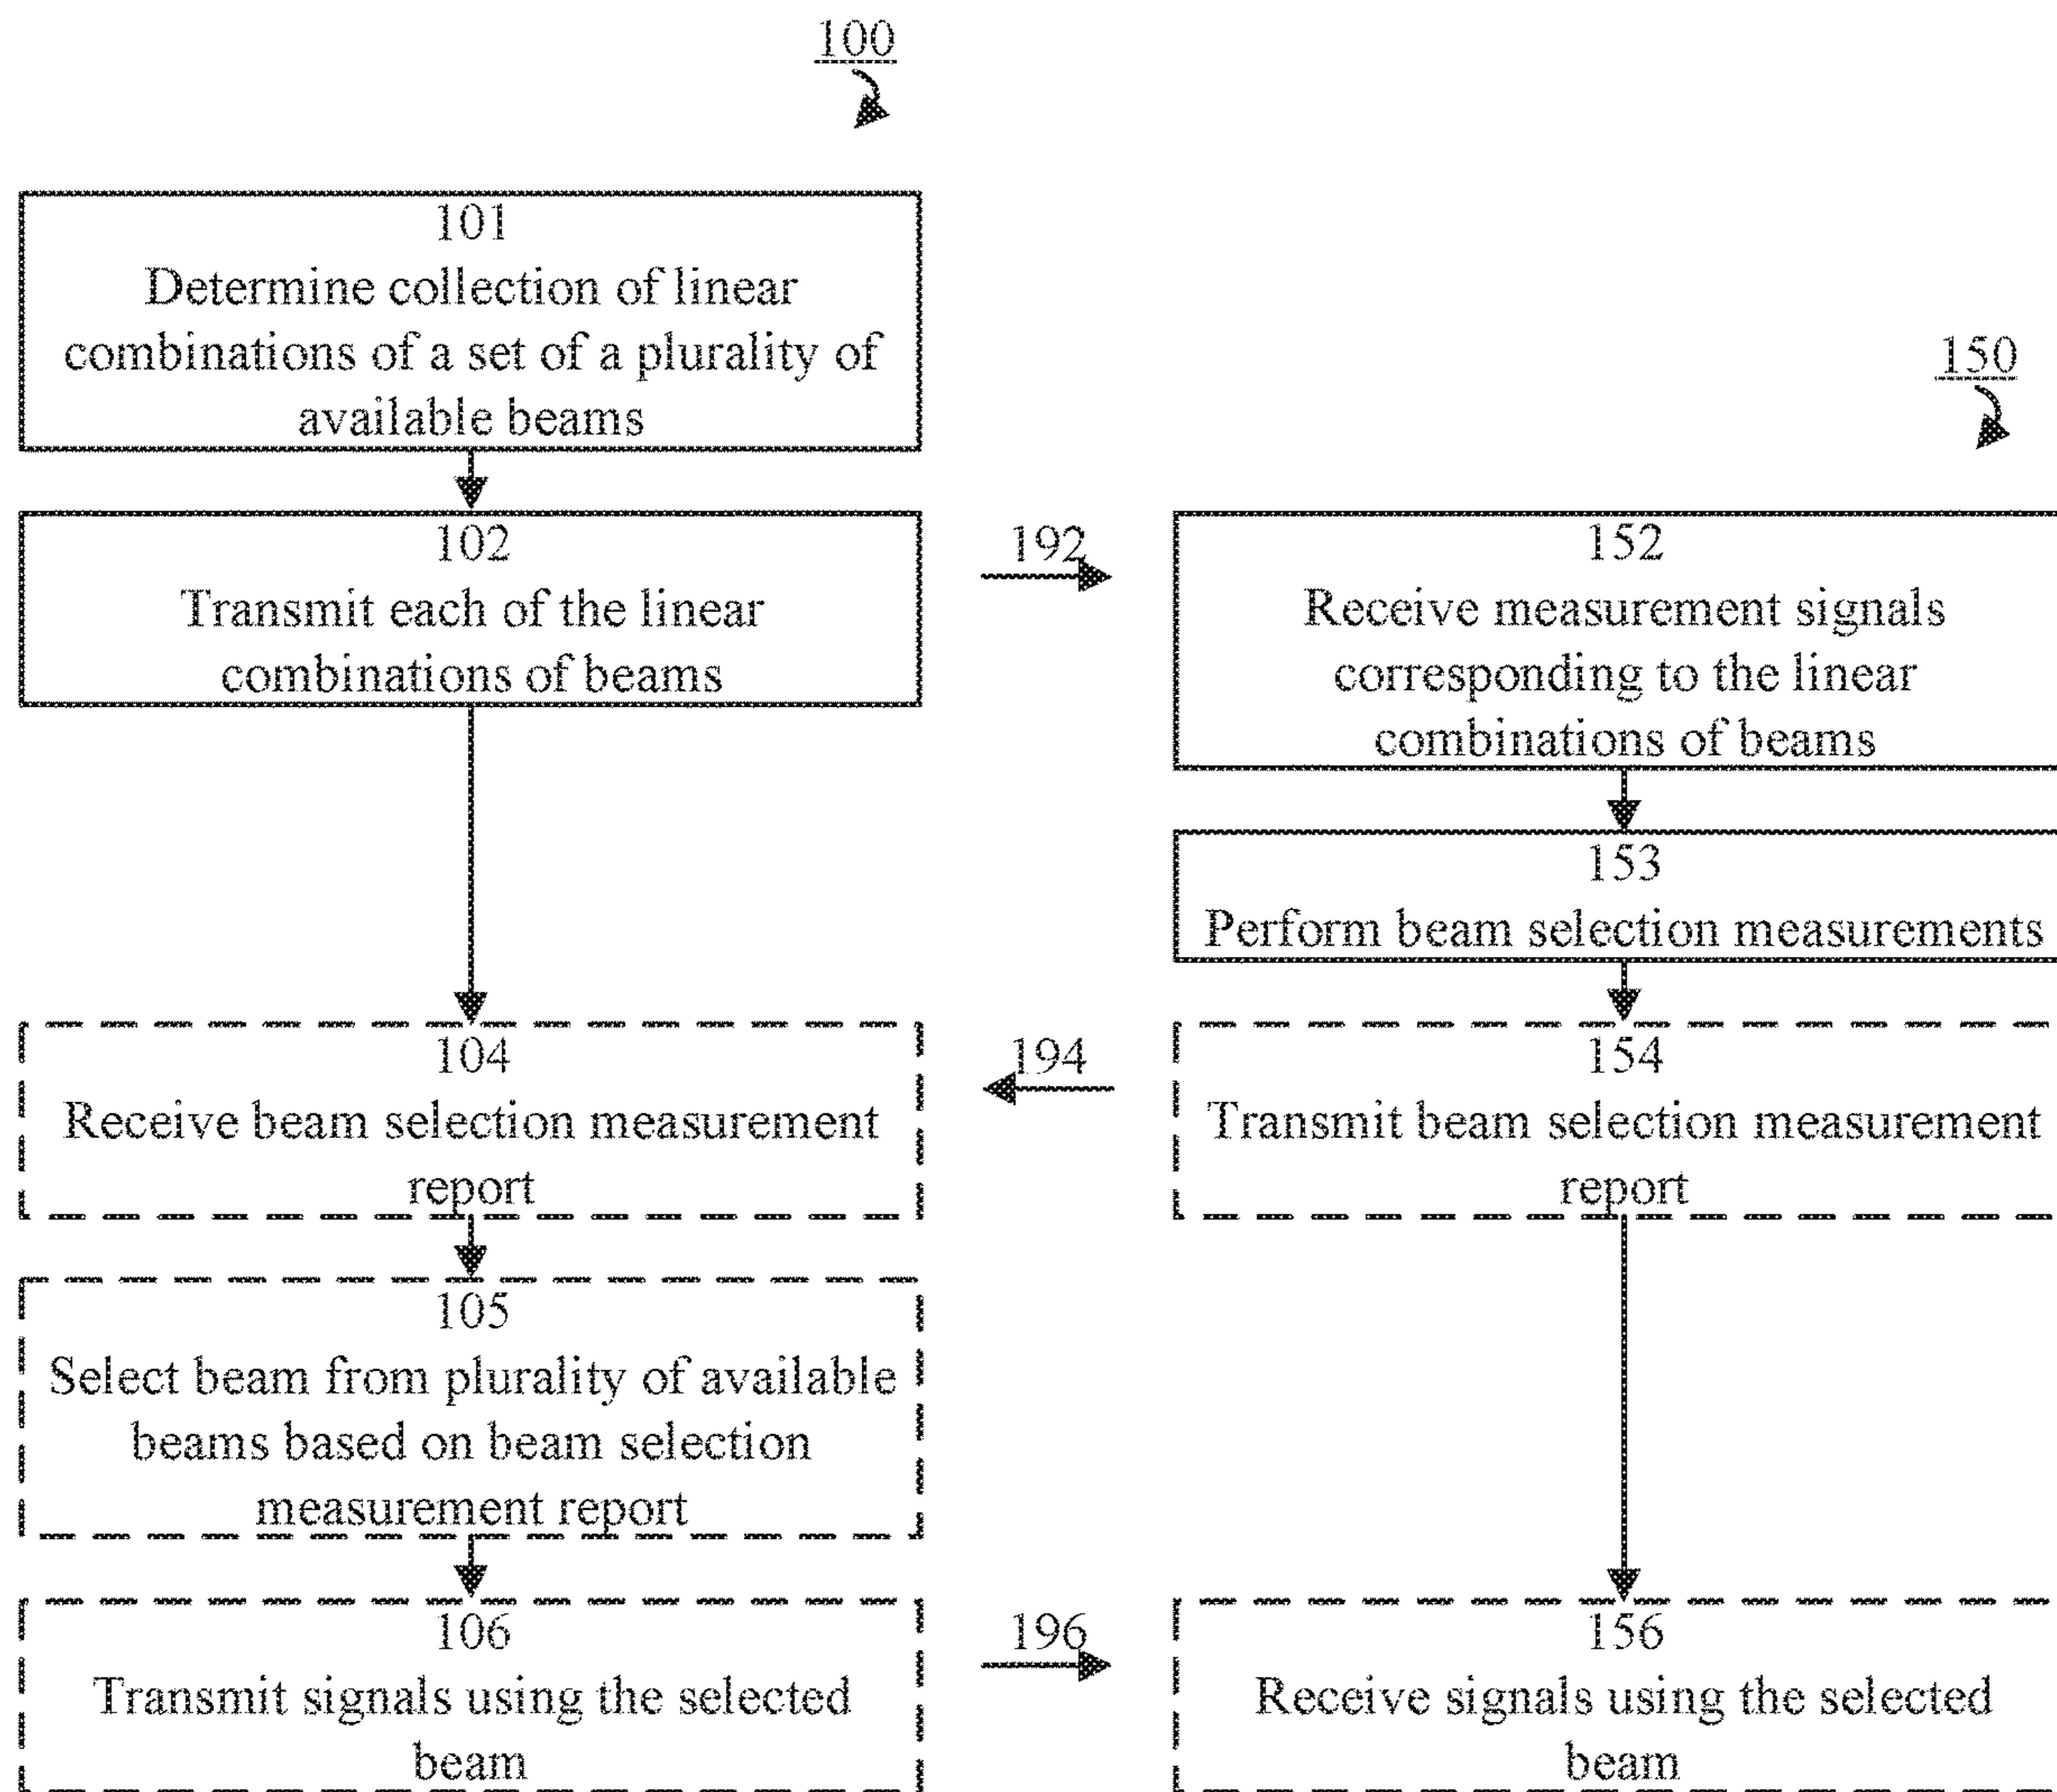 100
101
Determine collection of linear
combinations of a set of a plurality of
available beams
102
Transmit each of the linear
combinations of beams
104
Receive beam selection measurement
report
105
Select beam from plurality of available
beams based on beam selection
measurement report
106
Transmit signals using the selected
beam
192
194
196
150
152
Receive measurement signals
corresponding to the linear
combinations of beams
153
Perform beam selection measurements
154
Transmit beam selection measurement
report
156
Receive signals using the selected
beam